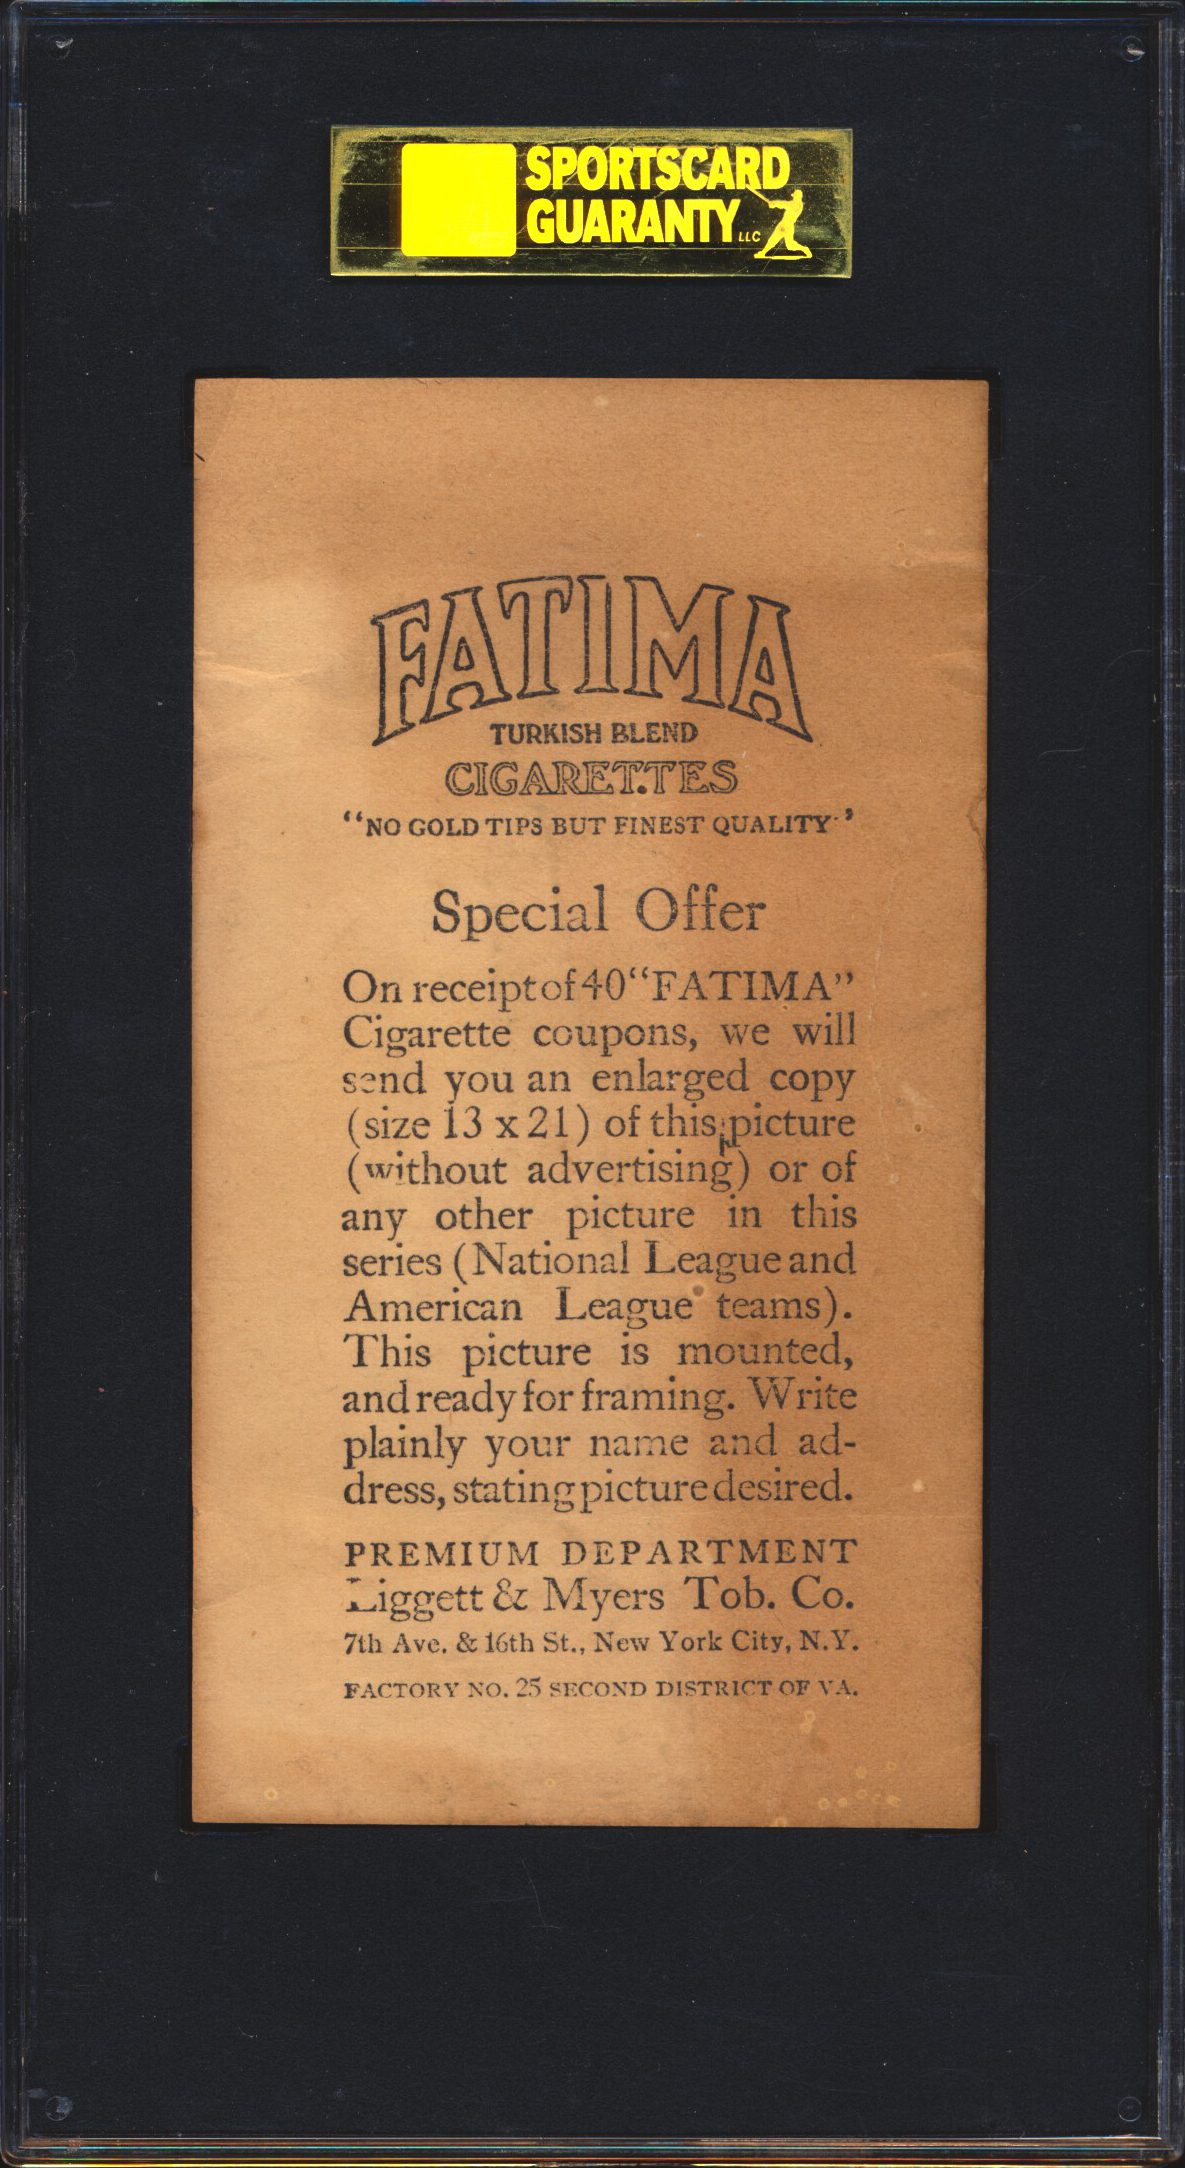 SPORTSCARD
GUARANTY LLC
FATIMA
TURKISH BLEND
CIGARETTES
"NO GOLD TIPS BUT FINEST QUALITY"
Special Offer
On receipt of 40 "FATIMA"
Cigarette coupons, we will
send you an enlarged copy
(size 13 x 21) of this picture
(without advertising) or of
any other picture in this
series (National League and
American League teams).
This picture is mounted,
and ready for framing. Write
plainly your name and ad-
dress, stating picture desired.
PREMIUM DEPARTMENT
Liggett & Myers Tob. Co.
7th Ave. & 16th St., New York City, N.Y.
FACTORY NO. 25 SECOND DISTRICT OF VA.